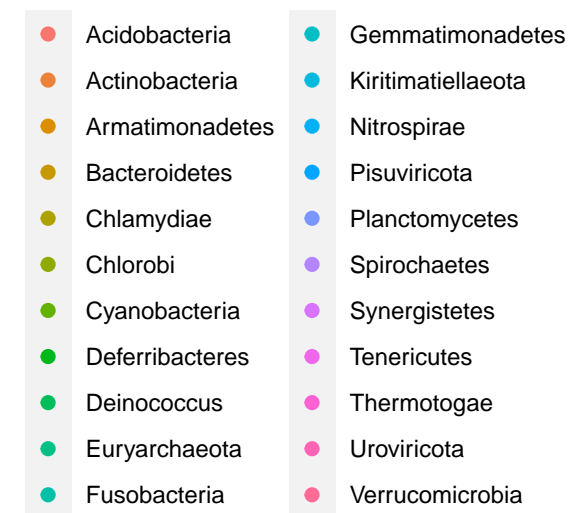 Acidobacteria
Actinobacteria
Armatimonadetes
Bacteroidetes
Chlamydiae
Chlorobi
Cyanobacteria
Deferribacteres
Deinococcus
Euryarchaeota
Fusobacteria
Gemmatimonadetes
Kiritimatiellaeota
Nitrospirae
Pisuviricota
Planctomycetes
Spirochaetes
Synergistetes
Tenericutes
Thermotogae
Uroviricota
Verrucomicrobia